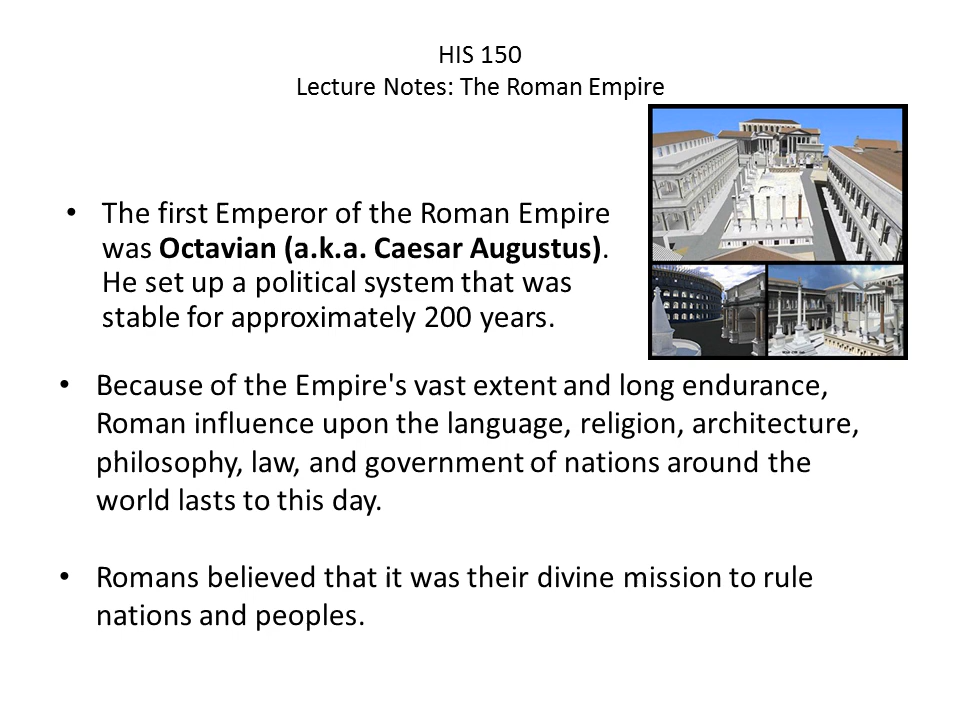 HIS 150
Lecture Notes: The Roman Empire
• The first Emperor of the Roman Empire
was Octavian (a.k.a. Caesar Augustus).
He set up a political system that was
stable for approximately 200 years.
• Because of the Empire's vast extent and long endurance,
Roman influence upon the language, religion, architecture,
philosophy, law, and government of nations around the
world lasts to this day.
• Romans believed that it was their divine mission to rule
nations and peoples.